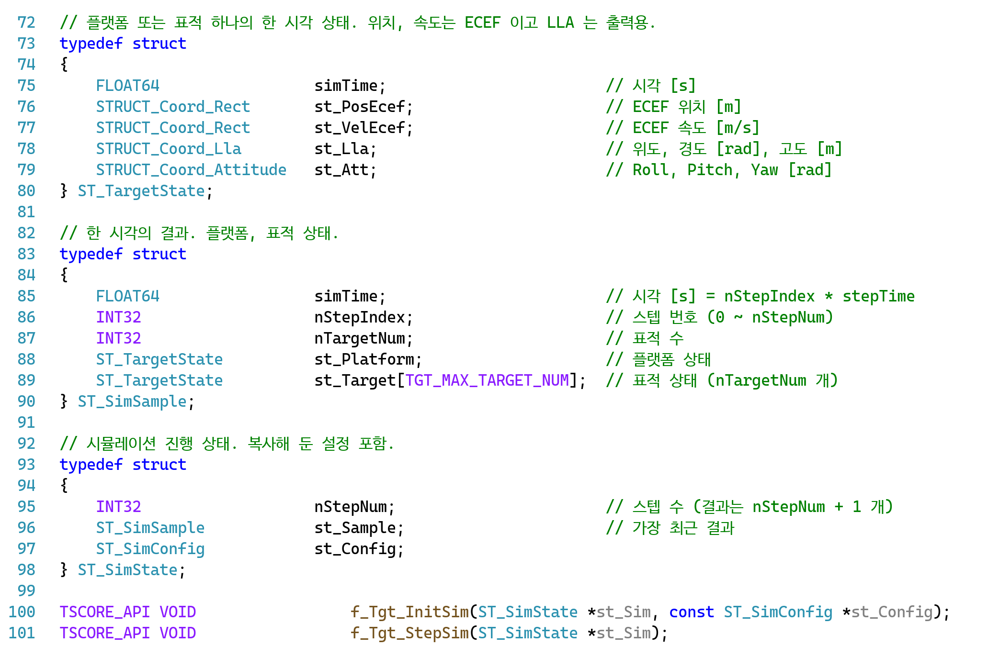 72 // 플랫폼 또는 표적 하나의 한 시각 상태. 위치, 속도는 ECEF 이고 LLA 는 출력용.
73 typedef struct
74 {
75     FLOAT64                 simTime;                        // 시각 [s]
76     STRUCT_Coord_Rect       st_PosEcef;                     // ECEF 위치 [m]
77     STRUCT_Coord_Rect       st_VelEcef;                     // ECEF 속도 [m/s]
78     STRUCT_Coord_Lla        st_Lla;                         // 위도, 경도 [rad], 고도 [m]
79     STRUCT_Coord_Attitude   st_Att;                         // Roll, Pitch, Yaw [rad]
80 } ST_TargetState;
81
82 // 한 시각의 결과. 플랫폼, 표적 상태.
83 typedef struct
84 {
85     FLOAT64                 simTime;                        // 시각 [s] = nStepIndex * stepTime
86     INT32                   nStepIndex;                     // 스텝 번호 (0 ~ nStepNum)
87     INT32                   nTargetNum;                     // 표적 수
88     ST_TargetState          st_Platform;                    // 플랫폼 상태
89     ST_TargetState          st_Target[TGT_MAX_TARGET_NUM];  // 표적 상태 (nTargetNum 개)
90 } ST_SimSample;
91
92 // 시뮬레이션 진행 상태. 복사해 둔 설정 포함.
93 typedef struct
94 {
95     INT32                   nStepNum;                       // 스텝 수 (결과는 nStepNum + 1 개)
96     ST_SimSample            st_Sample;                      // 가장 최근 결과
97     ST_SimConfig            st_Config;
98 } ST_SimState;
99
100 TSCORE_API VOID                 f_Tgt_InitSim(ST_SimState *st_Sim, const ST_SimConfig *st_Config);
101 TSCORE_API VOID                 f_Tgt_StepSim(ST_SimState *st_Sim);